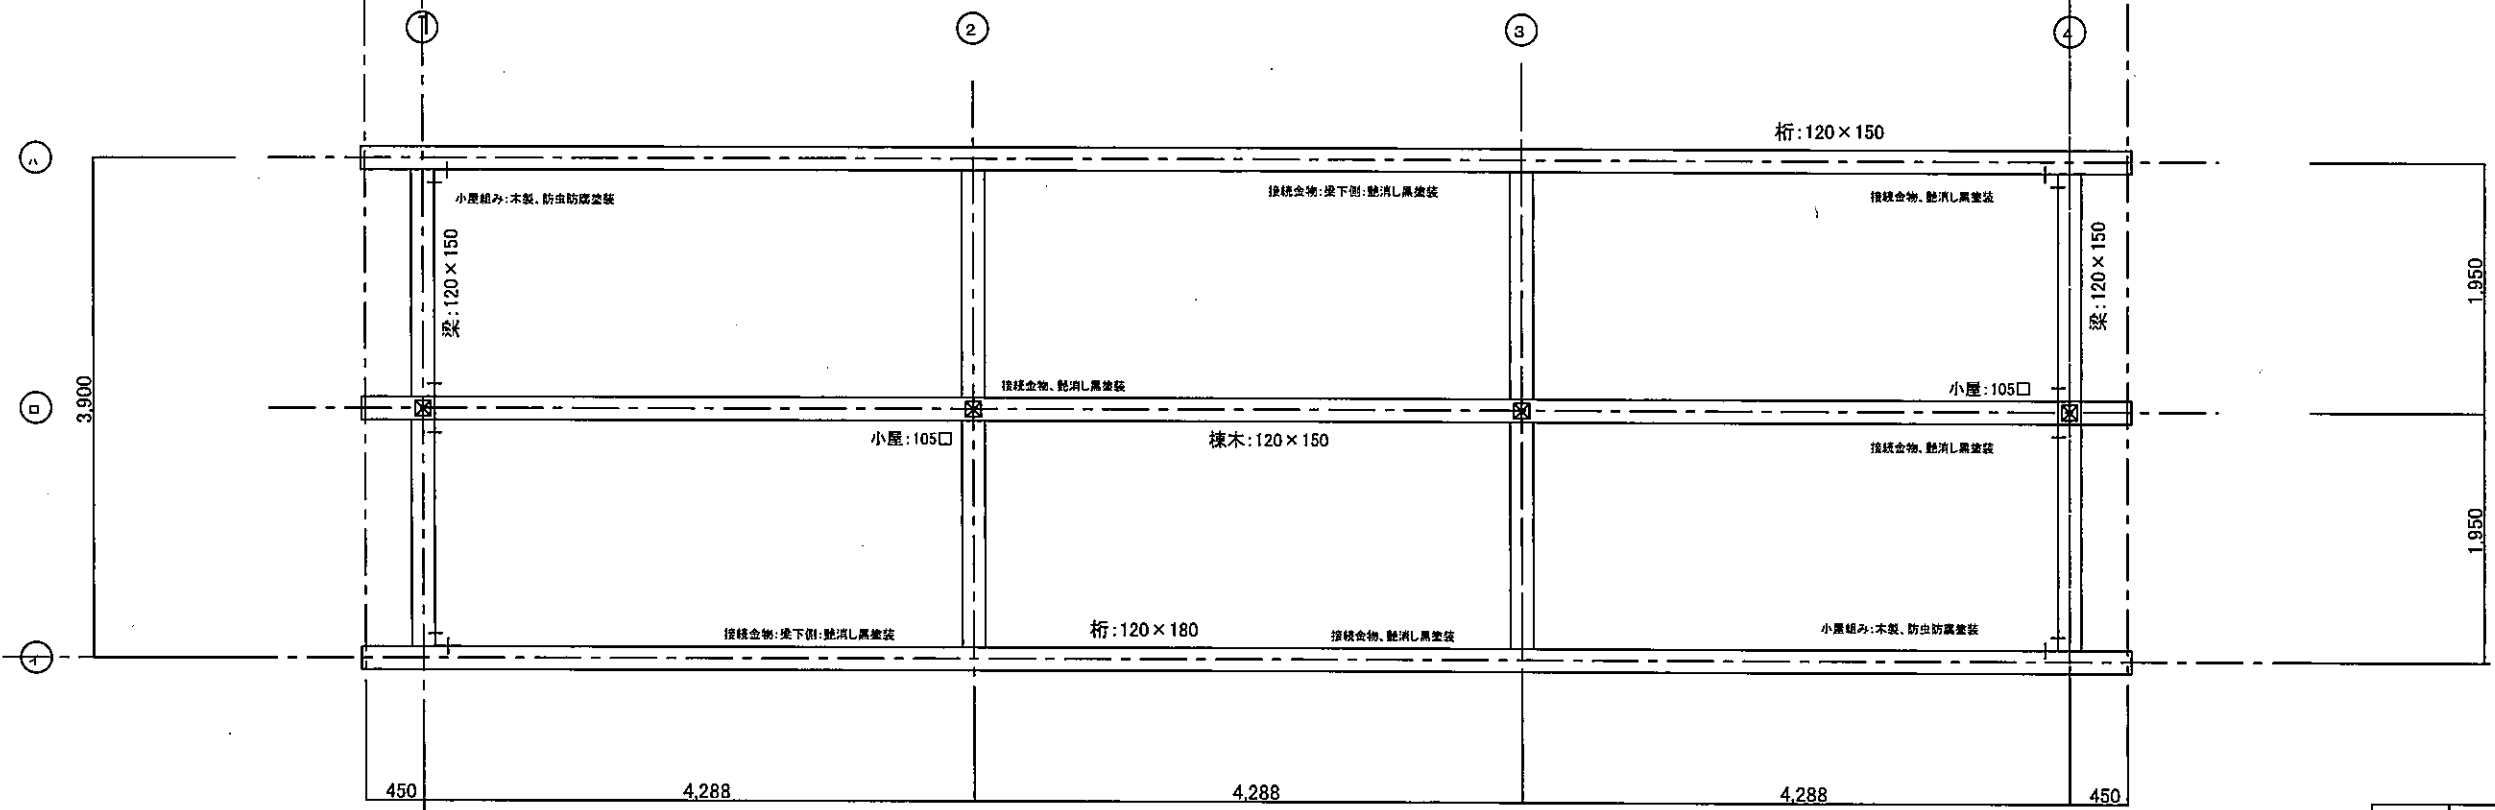 1
2
3
4
桁:120×150
ハ
小屋組み:木製、防虫防腐塗装
接続金物:梁下側:艶消し黒塗装
接続金物、艶消し黒塗装
梁:120×150
梁:120×150
1,950
3,900
接続金物、艶消し黒塗装
小屋:105□
ロ
小屋:105□
棟木:120×150
接続金物、艶消し黒塗装
1,950
接続金物:梁下側:艶消し黒塗装
桁:120×180
接続金物、艶消し黒塗装
小屋組み:木製、防虫防腐塗装
イ
450
4,288
4,288
4,288
450